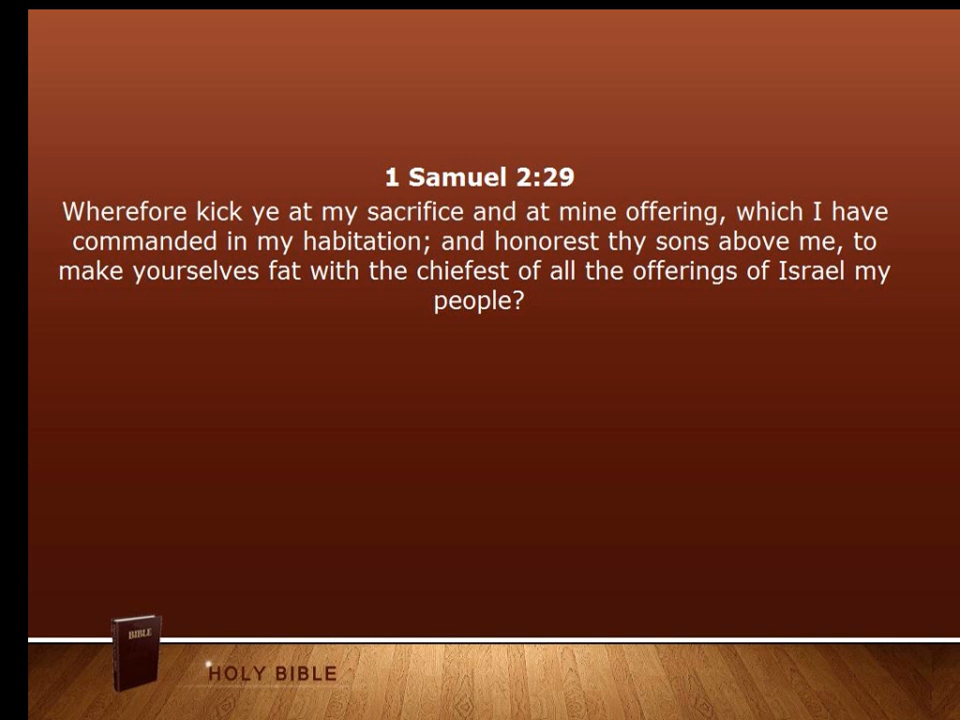 1 Samuel 2:29
Wherefore kick ye at my sacrifice and at mine offering, which I have
commanded in my habitation; and honorest thy sons above me, to
make yourselves fat with the chiefest of all the offerings of Israel my
people?
BIBLE
HOLY BIBLE